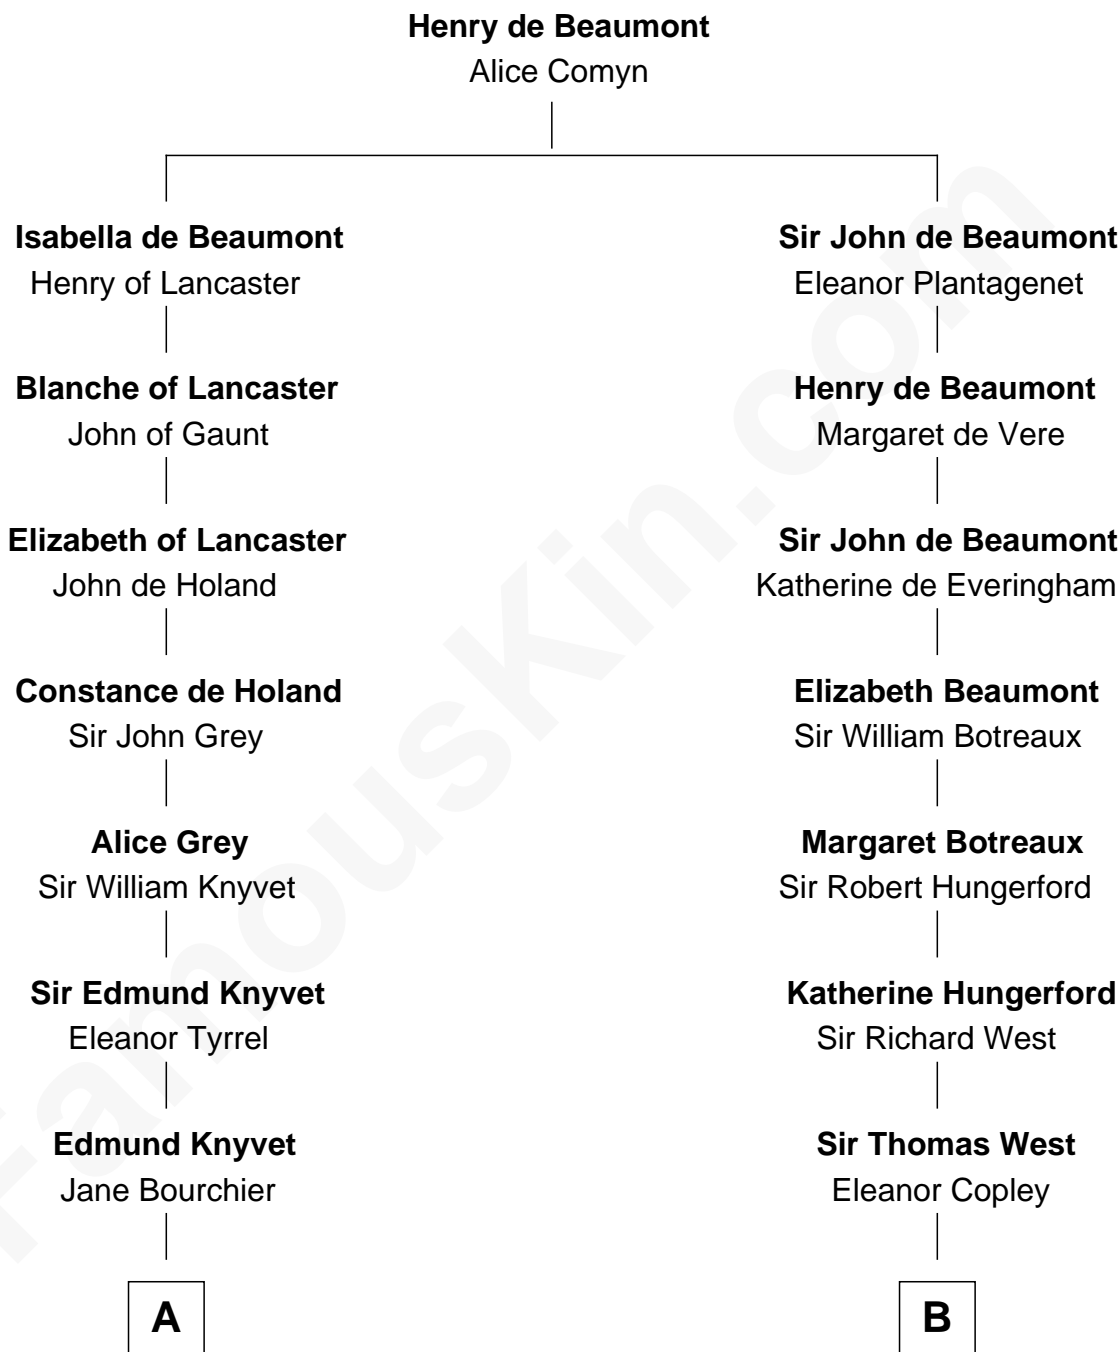 Henry de Beaumont
Alice Comyn
Isabella de Beaumont
Henry of Lancaster
Blanche of Lancaster
John of Gaunt
Elizabeth of Lancaster
John de Holand
Constance de Holand
Sir John Grey
Alice Grey
Sir William Knyvet
Sir Edmund Knyvet
Eleanor Tyrrel
Edmund Knyvet
Jane Bourchier
A
Sir John de Beaumont
Eleanor Plantagenet
Henry de Beaumont
Margaret de Vere
Sir John de Beaumont
Katherine de Everingham
Elizabeth Beaumont
Sir William Botreaux
Margaret Botreaux
Sir Robert Hungerford
Katherine Hungerford
Sir Richard West
Sir Thomas West
Eleanor Copley
B
FamousKin.com